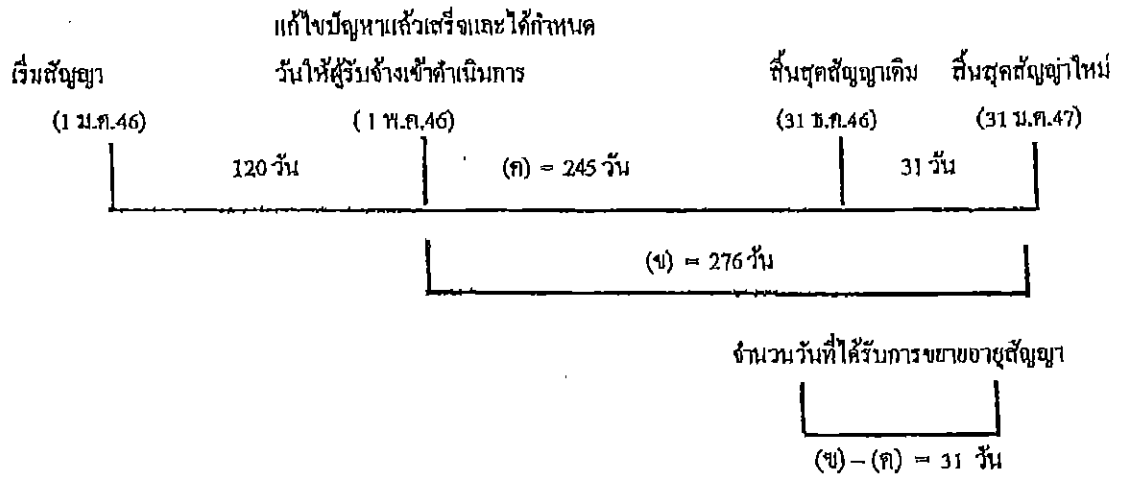 แก้ไขปัญหาแล้วเสร็จและได้กำหนด
เริ่มสัญญา วันให้ผู้รับจ้างเข้าดำเนินการ สิ้นสุดสัญญาเดิม สิ้นสุดสัญญาใหม่
(1 ม.ค.46) (1 พ.ค.46) (31 ธ.ค.46) (31 ม.ค.47)
120 วัน (ค) = 245 วัน 31 วัน
(ข) = 276 วัน
จำนวนวันที่ได้รับการขยายอายุสัญญา
(ข) – (ค) = 31 วัน